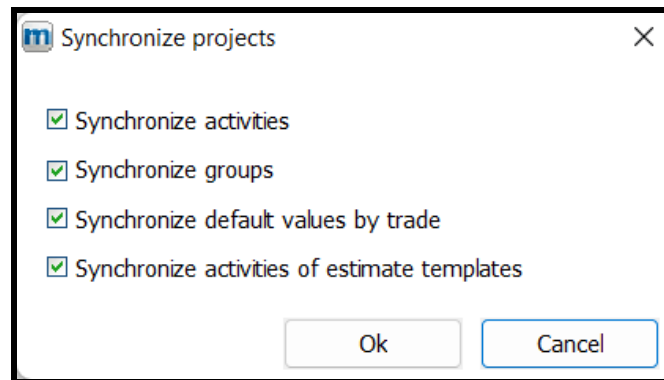 m Synchronize projects
Synchronize activities
Synchronize groups
Synchronize default values by trade
Synchronize activities of estimate templates
Ok Cancel